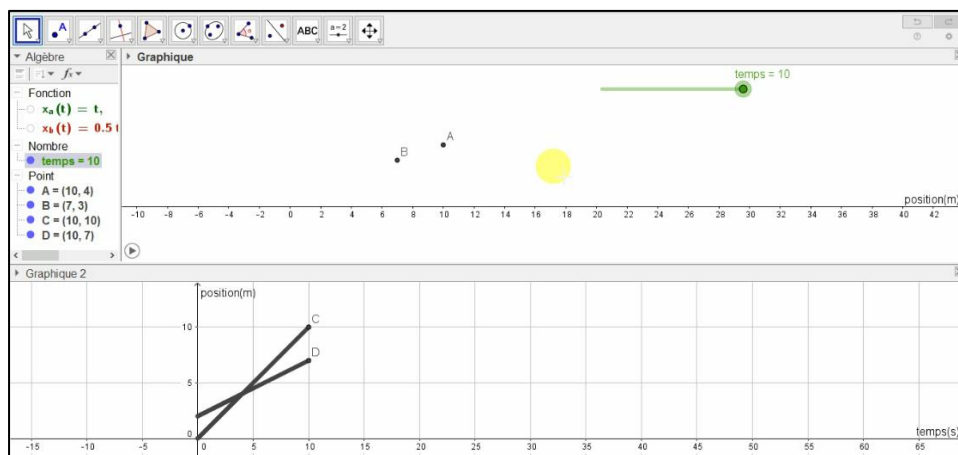 ABC
a=2
Algèbre
Graphique
fx
Fonction
x_a(t) = t,
x_b(t) = 0.5 t
Nombre
temps = 10
Point
A = (10, 4)
B = (7, 3)
C = (10, 10)
D = (10, 7)
temps = 10
A
B
position(m)
-10 -8 -6 -4 -2 0 2 4 6 8 10 12 14 16 18 20 22 24 26 28 30 32 34 36 38 40 42
Graphique 2
position(m)
C
10
D
5
0
-15 -10 -5 0 5 10 15 20 25 30 35 40 45 50 55 60 65
temps(s)